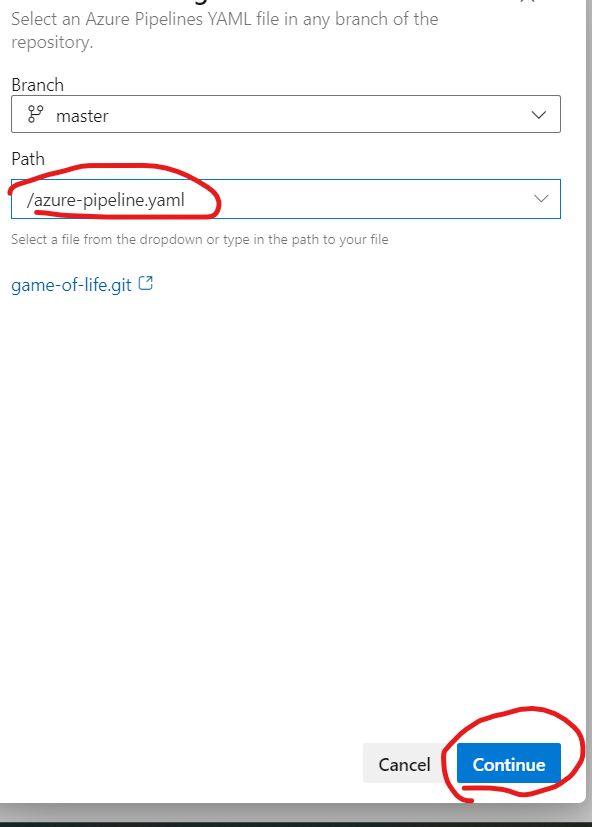 Select an Azure Pipelines YAML file in any branch of the
repository.
Branch
master
Path
/azure-pipeline.yaml
Select a file from the dropdown or type in the path to your file
game-of-life.git
Cancel
Continue